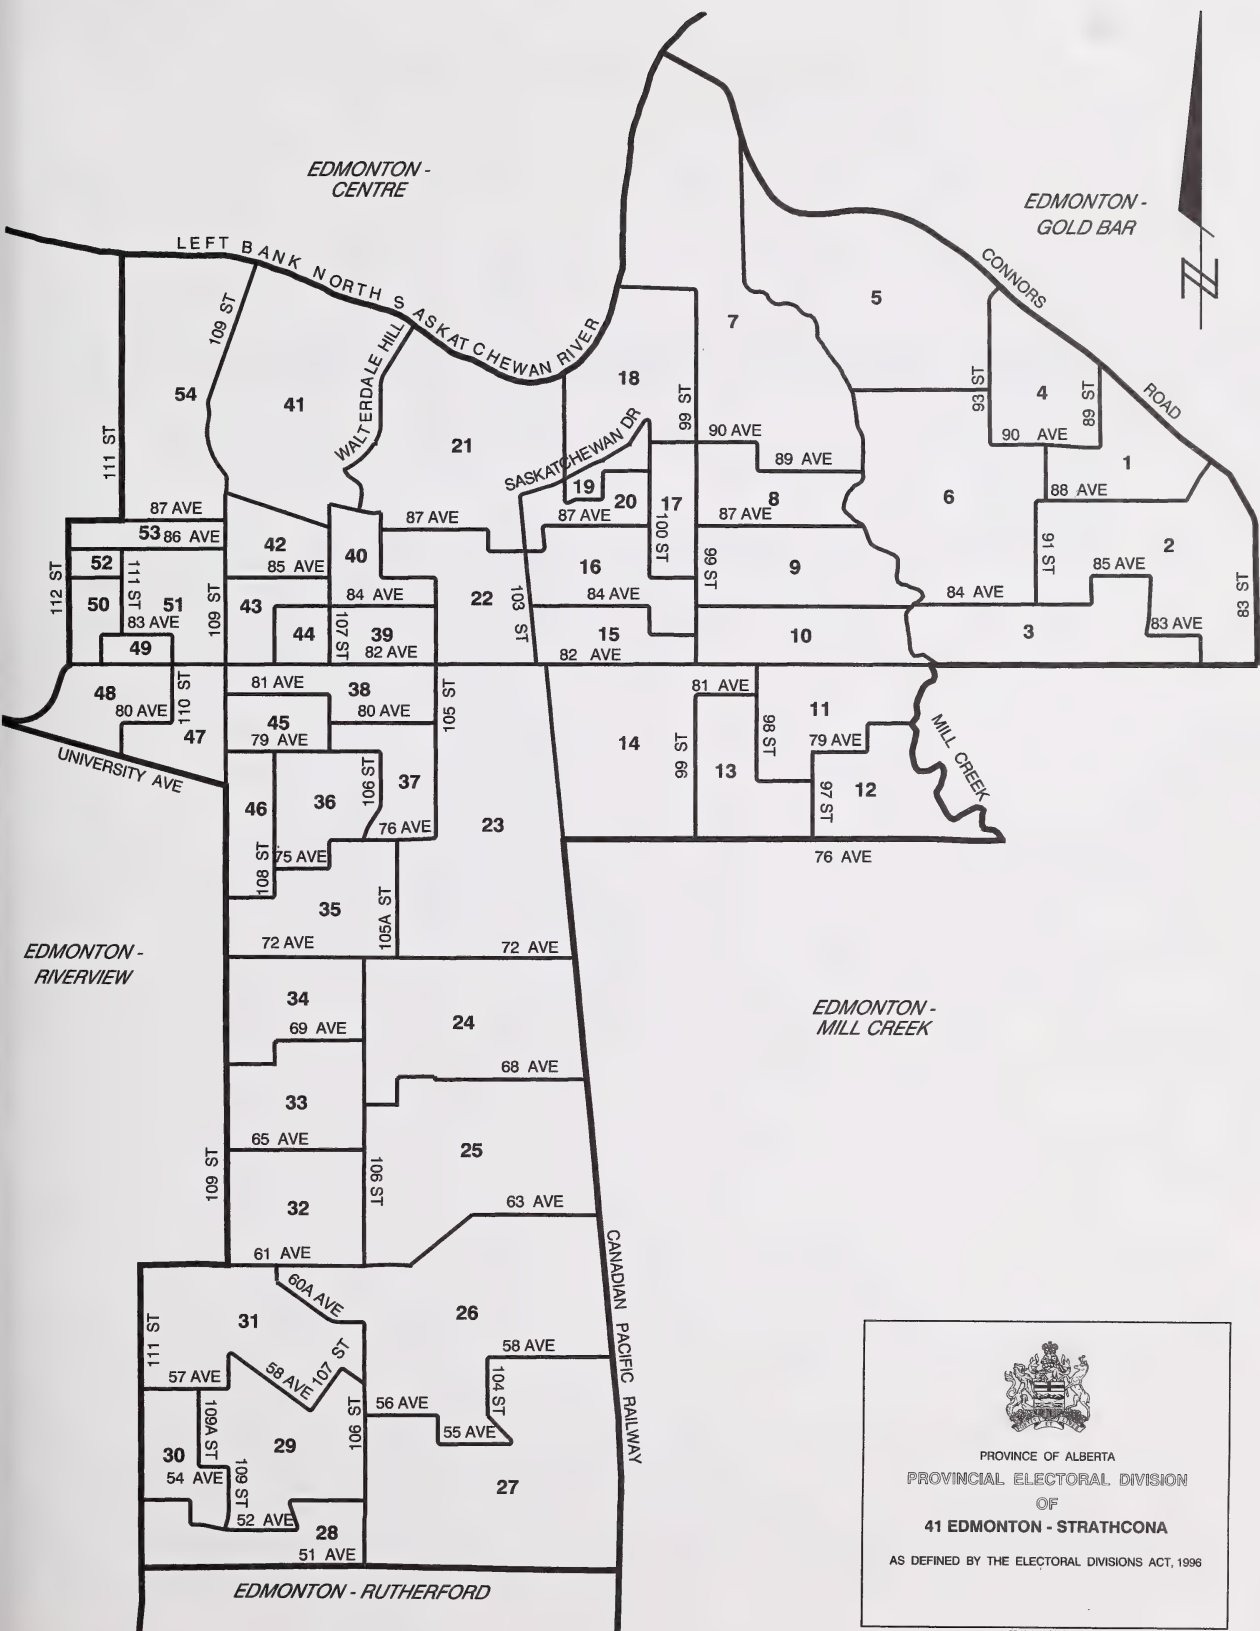 EDMONTON -
CENTRE
EDMONTON -
GOLD BAR
N
LEFT BANK NORTH SASKATCHEWAN RIVER
CONNORS
ROAD
109 ST
WALTERDALE HILL
5
7
18
99 ST
93 ST
4
89 ST
54
41
21
SASKATCHEWAN DR
90 AVE
90 AVE
111 ST
89 AVE
1
19
20
17
8
6
88 AVE
87 AVE
87 AVE
87 AVE
87 AVE
53
86 AVE
42
40
100 ST
91 ST
2
52
85 AVE
16
99 ST
9
85 AVE
112 ST
111 ST
50
51
109 ST
43
84 AVE
22
103 ST
84 AVE
84 AVE
83 ST
83 AVE
44
107 ST
39
15
10
3
83 AVE
49
82 AVE
82 AVE
48
110 ST
81 AVE
38
105 ST
81 AVE
80 AVE
80 AVE
98 ST
11
MILL CREEK
47
45
79 AVE
14
99 ST
79 AVE
UNIVERSITY AVE
13
12
46
36
106 ST
37
97 ST
23
76 AVE
76 AVE
108 ST
75 AVE
35
105A ST
72 AVE
72 AVE
EDMONTON -
RIVERVIEW
34
EDMONTON -
MILL CREEK
24
69 AVE
68 AVE
33
65 AVE
25
109 ST
106 ST
32
63 AVE
61 AVE
CANADIAN PACIFIC RAILWAY
60A AVE
31
26
111 ST
107 ST
58 AVE
57 AVE
58 AVE
104 ST
109A ST
106 ST
56 AVE
55 AVE
30
29
54 AVE
109 ST
27
52 AVE
28
51 AVE
EDMONTON - RUTHERFORD
PROVINCE OF ALBERTA
PROVINCIAL ELECTORAL DIVISION
OF
41 EDMONTON - STRATHCONA
AS DEFINED BY THE ELECTORAL DIVISIONS ACT, 1996